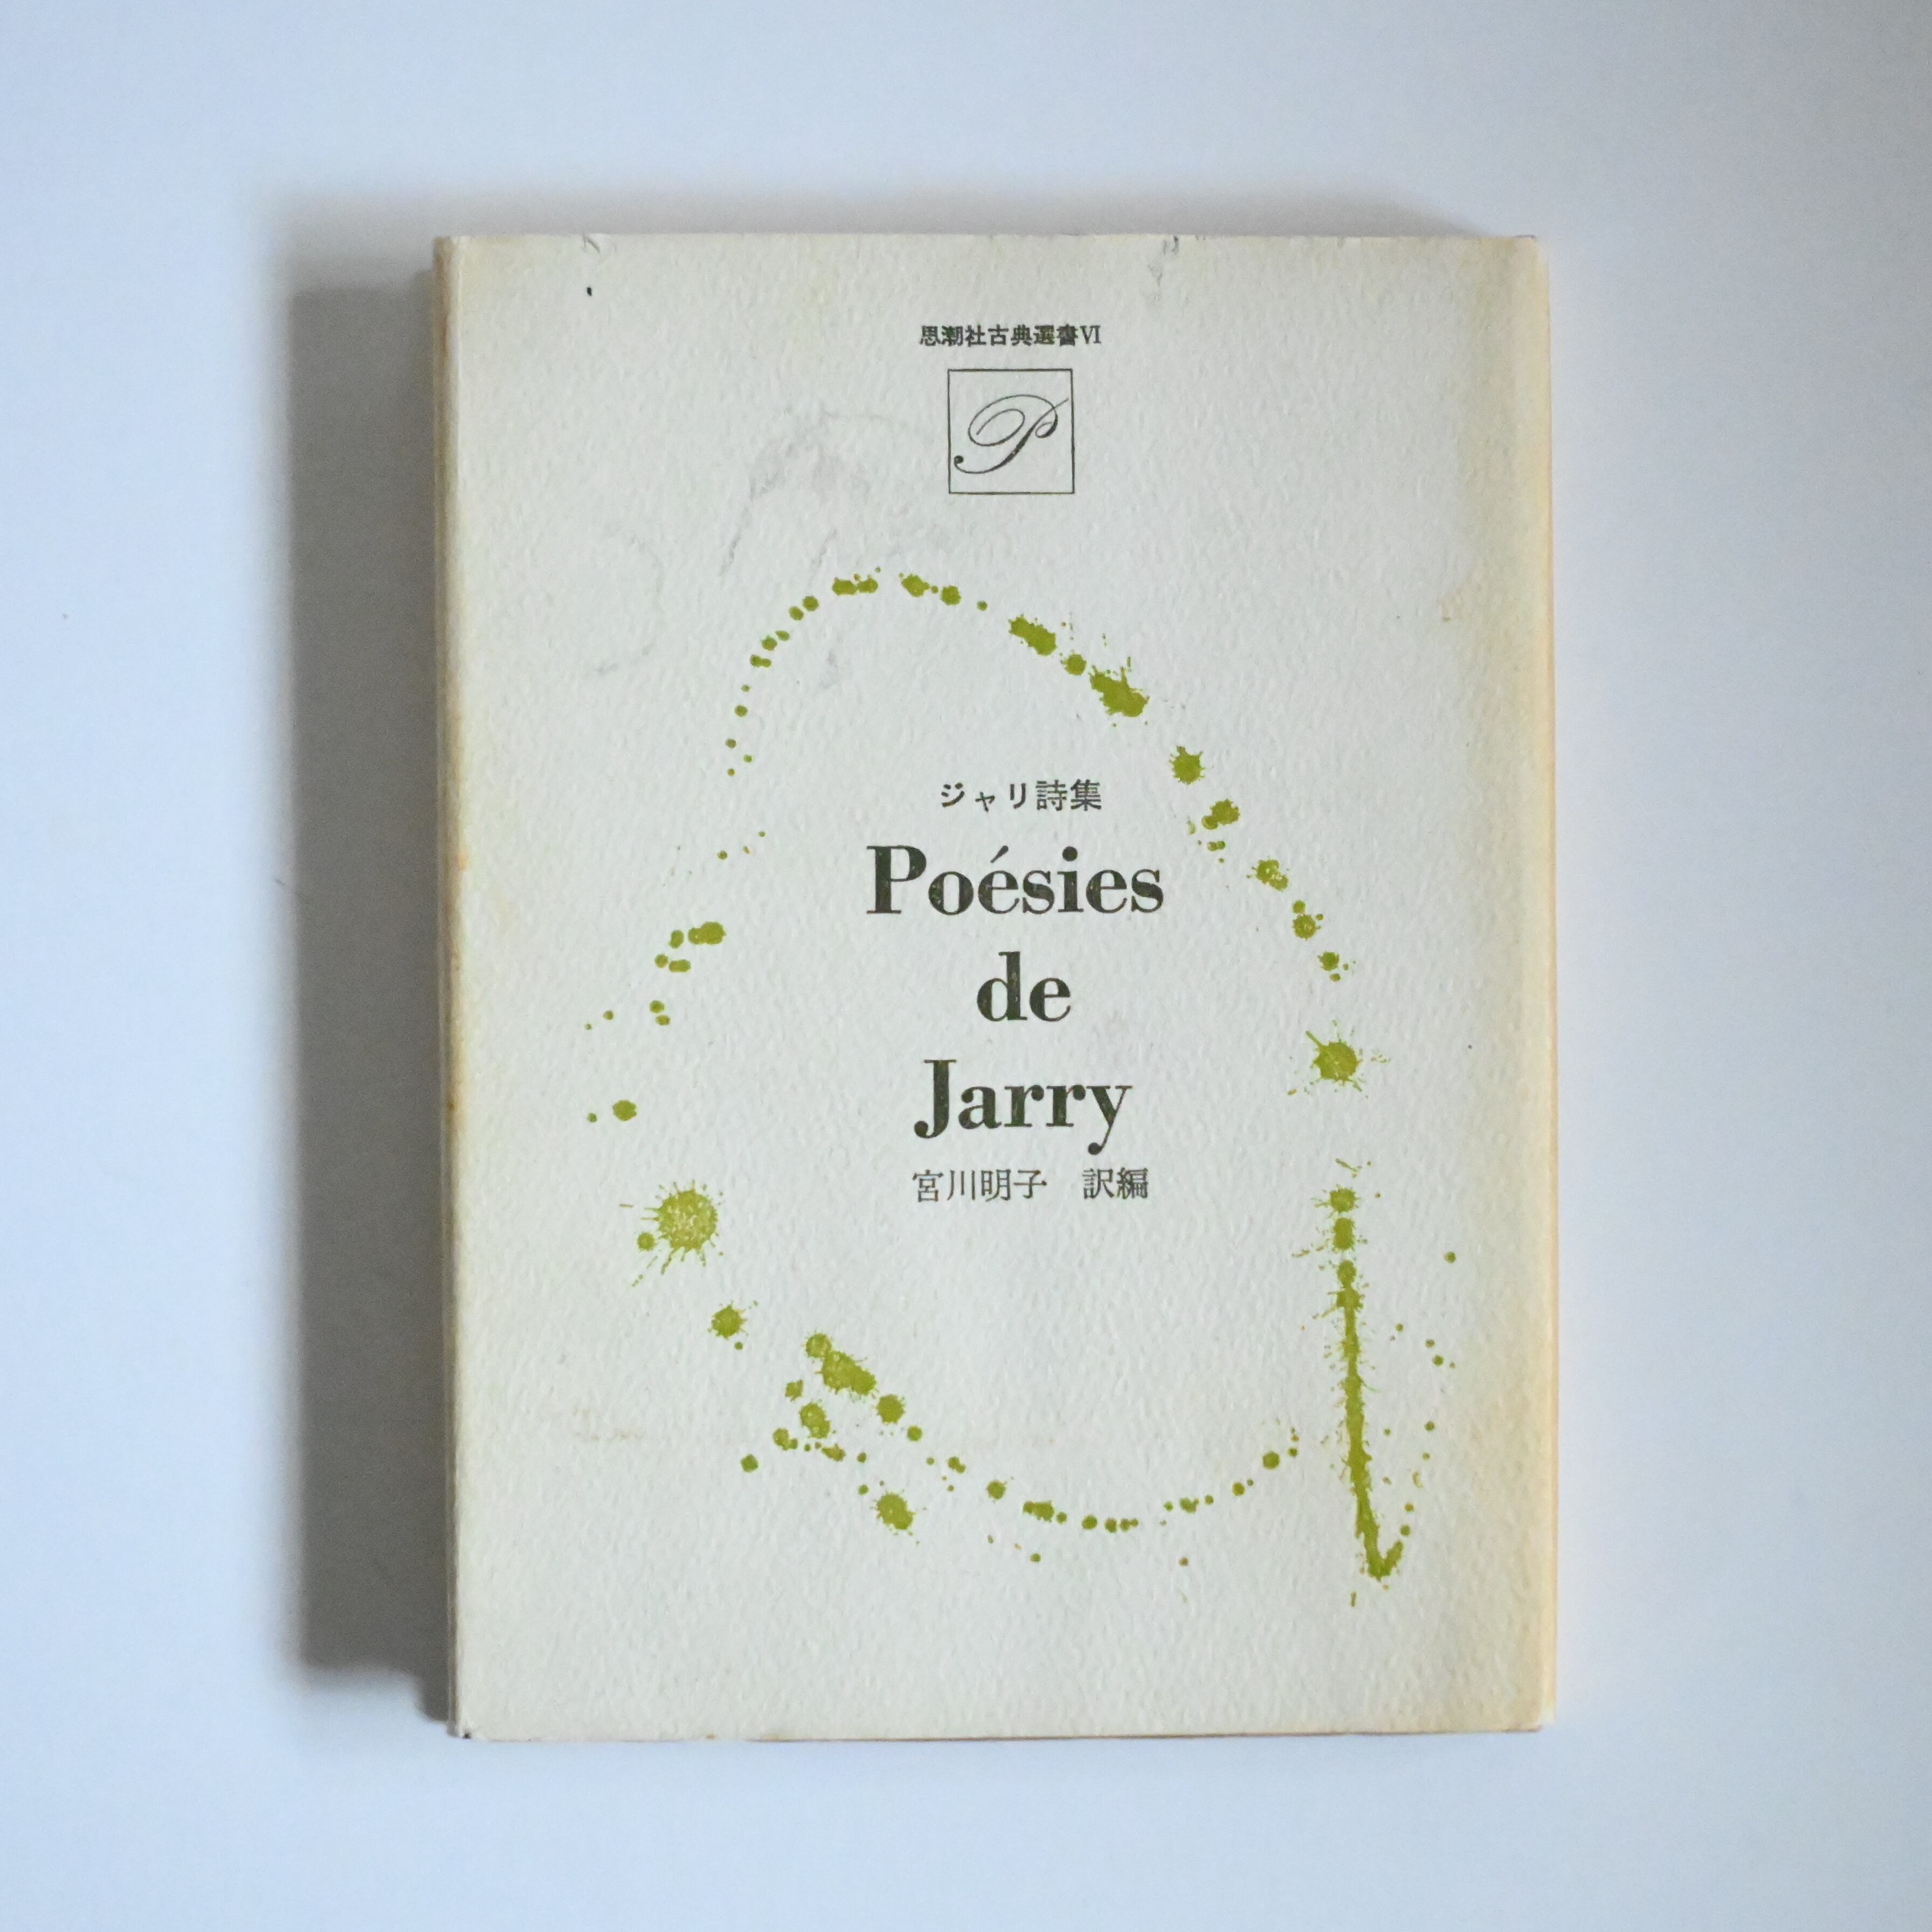 思潮社古典選書Ⅵ
P
ジャリ詩集
Poésies
de
Jarry
宮川明子　訳編